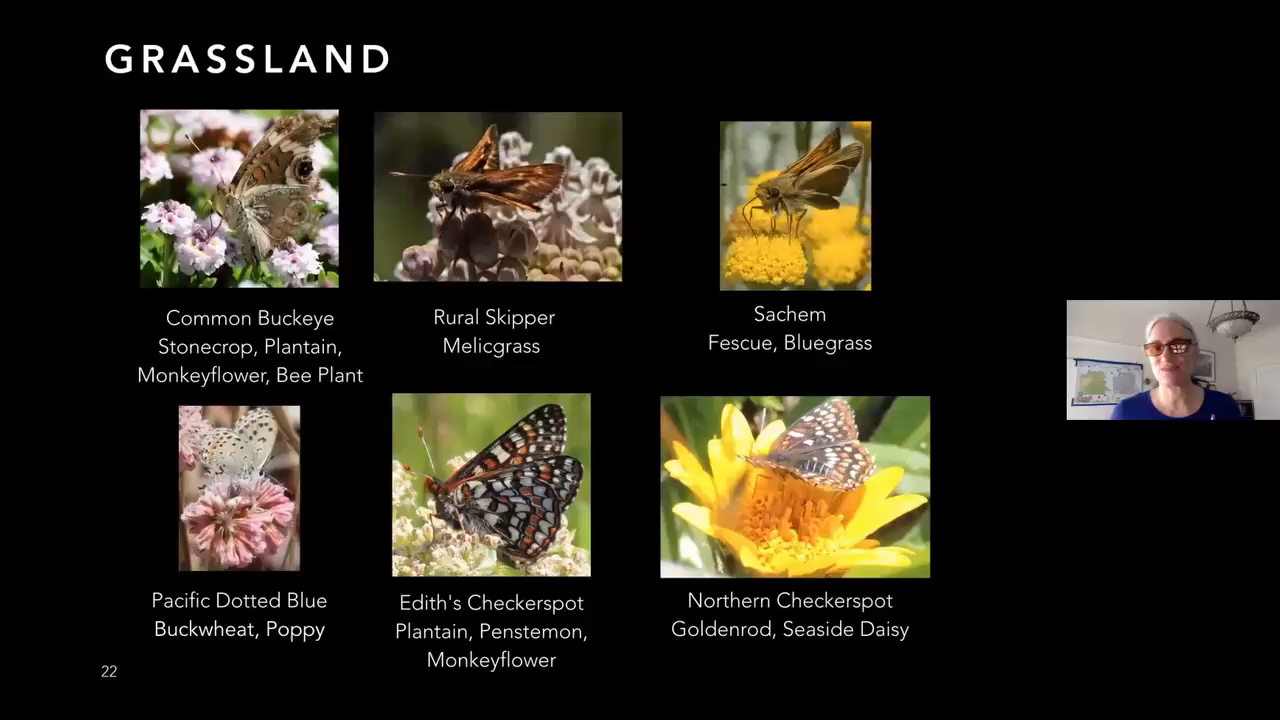 GRASSLAND
Common Buckeye
Stonecrop, Plantain,
Monkeyflower, Bee Plant
Rural Skipper
Melicgrass
Sachem
Fescue, Bluegrass
Pacific Dotted Blue
Buckwheat, Poppy
Edith's Checkerspot
Plantain, Penstemon,
Monkeyflower
Northern Checkerspot
Goldenrod, Seaside Daisy
22